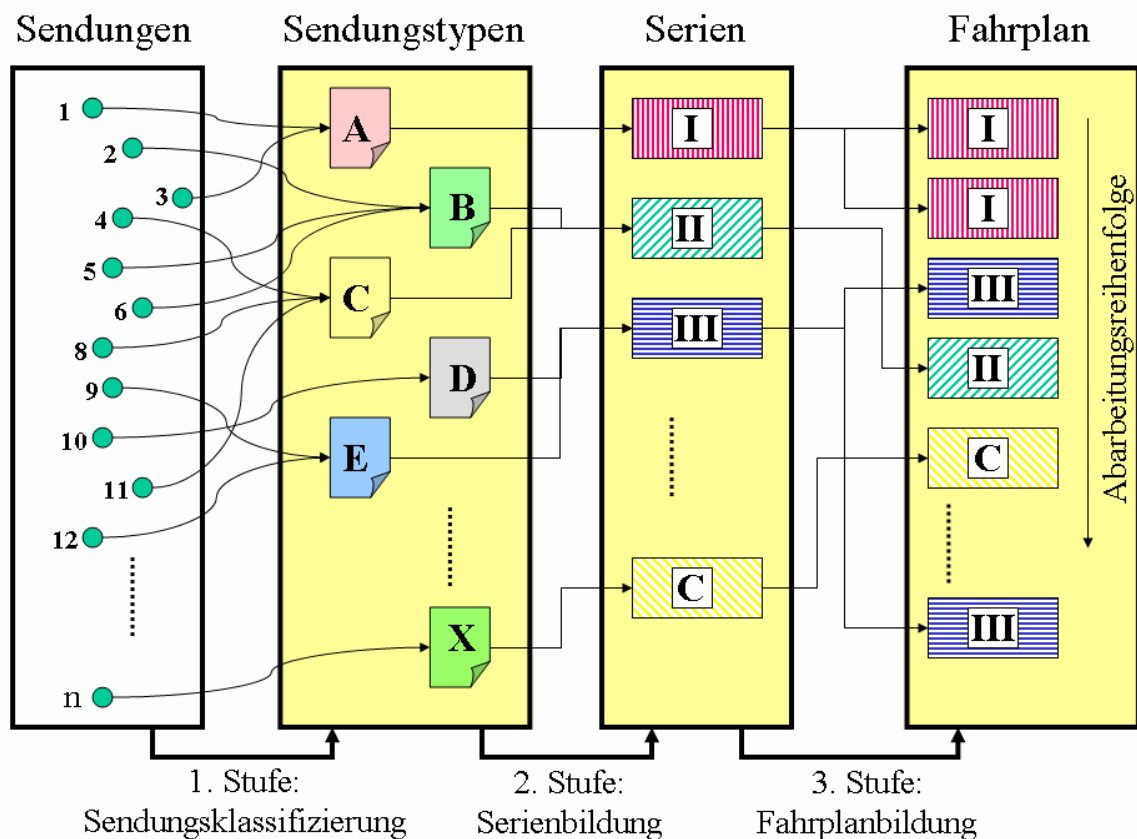 Sendungen
Sendungstypen
Serien
Fahrplan
1
2
3
4
5
6
8
9
10
11
12
n
A
B
C
D
E
X
I
II
III
C
I
I
III
II
C
III
Abarbeitungsreihenfolge
1. Stufe:
Sendungsklassifizierung
2. Stufe:
Serienbildung
3. Stufe:
Fahrplanbildung